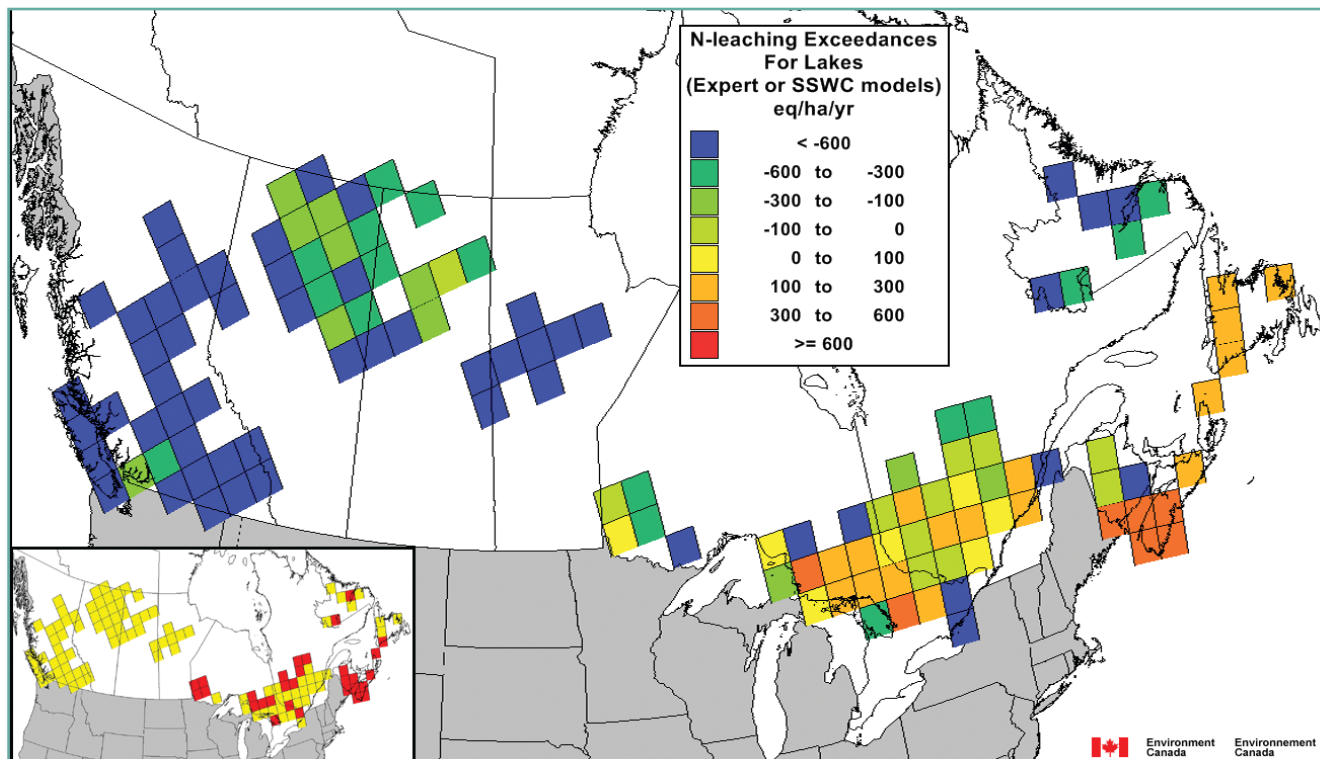 N-leaching Exceedances
For Lakes
(Expert or SSWC models)
eq/ha/yr
< -600
-600 to -300
-300 to -100
-100 to 0
0 to 100
100 to 300
300 to 600
>= 600
Environment Environnement
Canada Canada